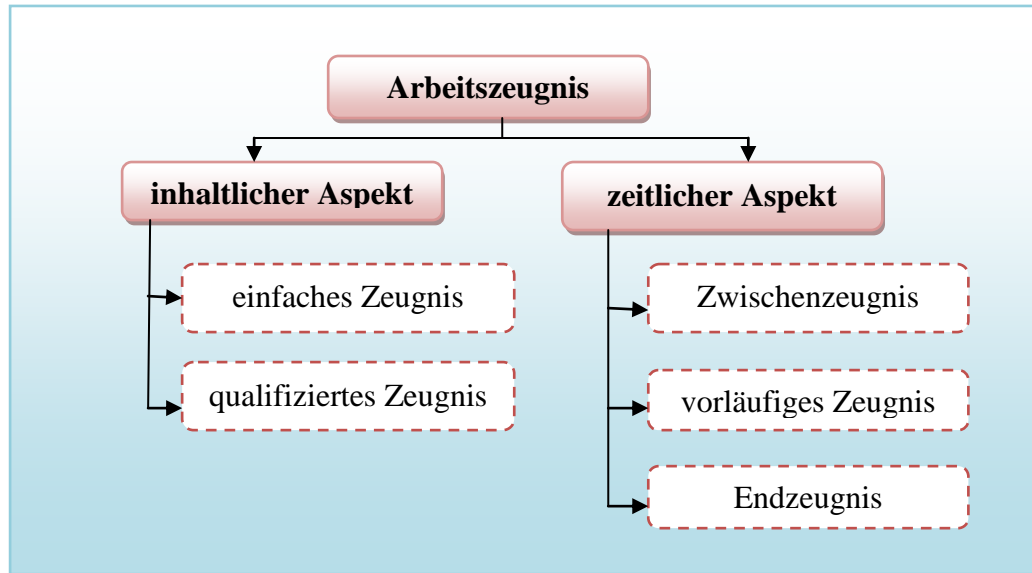 Arbeitszeugnis
inhaltlicher Aspekt
einfaches Zeugnis
qualifiziertes Zeugnis
zeitlicher Aspekt
Zwischenzeugnis
vorläufiges Zeugnis
Endzeugnis